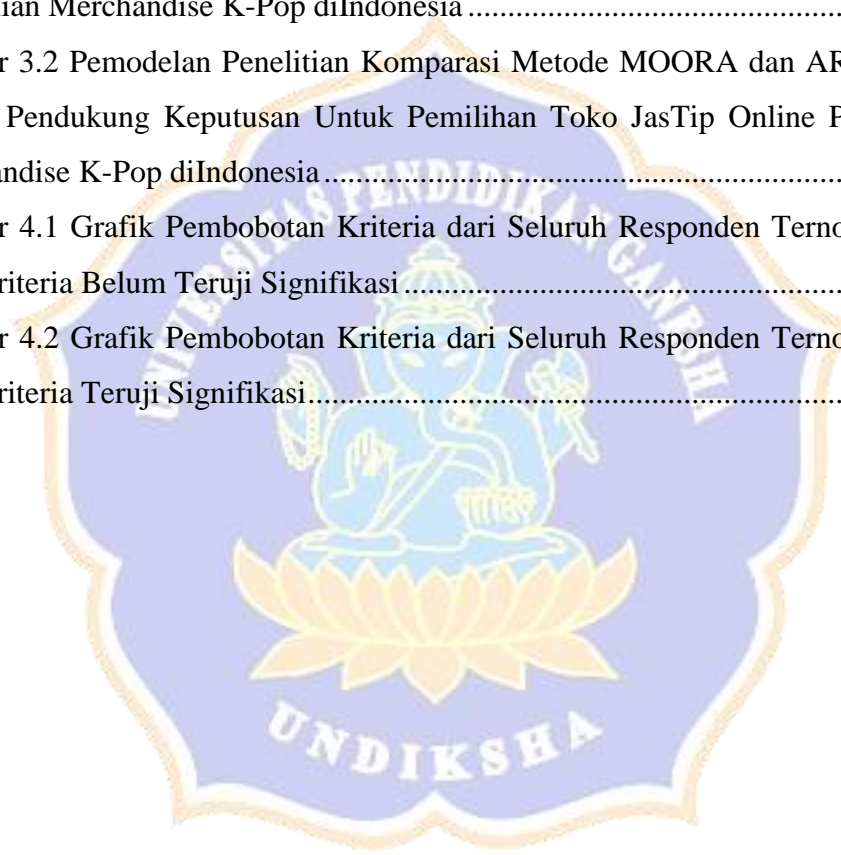 ian Merchandise K-Pop diIndonesia ................................................
r 3.2 Pemodelan Penelitian Komparasi Metode MOORA dan AR
Pendukung Keputusan Untuk Pemilihan Toko JasTip Online P
andise K-Pop diIndonesia ................................................
r 4.1 Grafik Pembobotan Kriteria dari Seluruh Responden Terno
riteria Belum Teruji Signifikasi ................................................
r 4.2 Grafik Pembobotan Kriteria dari Seluruh Responden Terno
riteria Teruji Signifikasi ................................................
UNIVERSITAS PENDIDIKAN GANESHA
UNDIKSHA